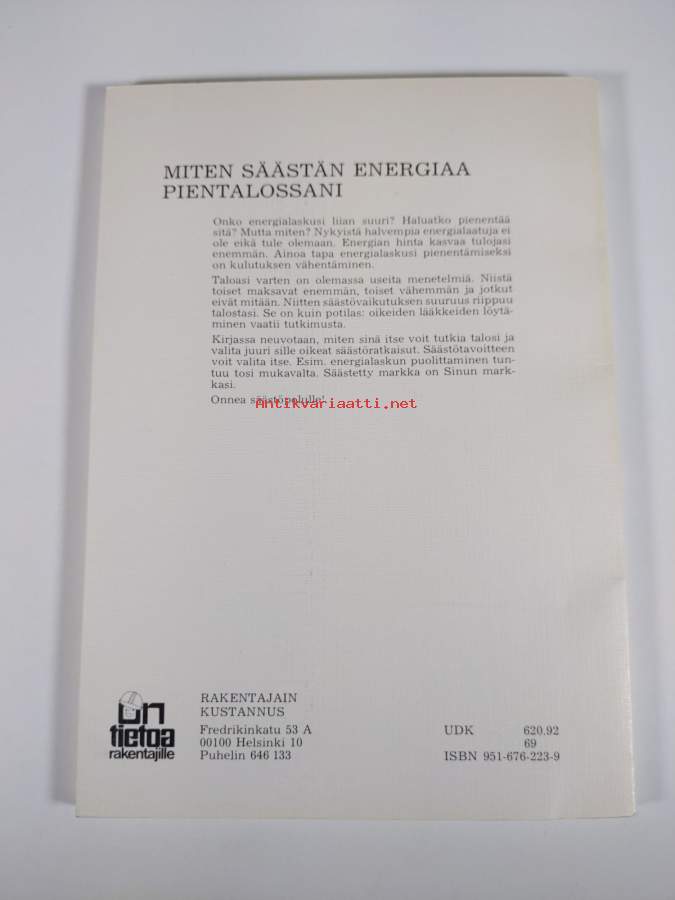 MITEN SÄÄSTÄN ENERGIAA
PIENTALOSSANI
Onko energialaskusi liian suuri? Haluatko pienentää
sitä? Mutta miten? Nykyistä halvempia energialaatuja ei
ole eikä tule olemaan. Energian hinta kasvaa tulojasi
enemmän. Ainoa tapa energialaskusi pienentämiseksi
on kulutuksen vähentäminen.
Taloasi varten on olemassa useita menetelmiä. Niistä
toiset maksavat enemmän, toiset vähemmän ja jotkut
eivät mitään. Niitten säästövaikutuksen suuruus riippuu
talostasi. Se on kuin potilas: oikeiden lääkkeiden löytä-
minen vaatii tutkimusta.
Kirjassa neuvotaan, miten sinä itse voit tutkia talosi ja
valita juuri sille oikeat säästöratkaisut. Säästötavoitteen
voit valita itse. Esim. energialaskun puolittaminen tun-
tuu tosi mukavalta. Säästetty markka on Sinun mark-
kasi.
Onnea säästöpolulle!
Antikvariaatti.net
on
tietoa
rakentajille
RAKENTAJAIN
KUSTANNUS
Fredrikinkatu 53 A
00100 Helsinki 10
Puhelin 646 133
UDK 620.92
69
ISBN 951-676-223-9